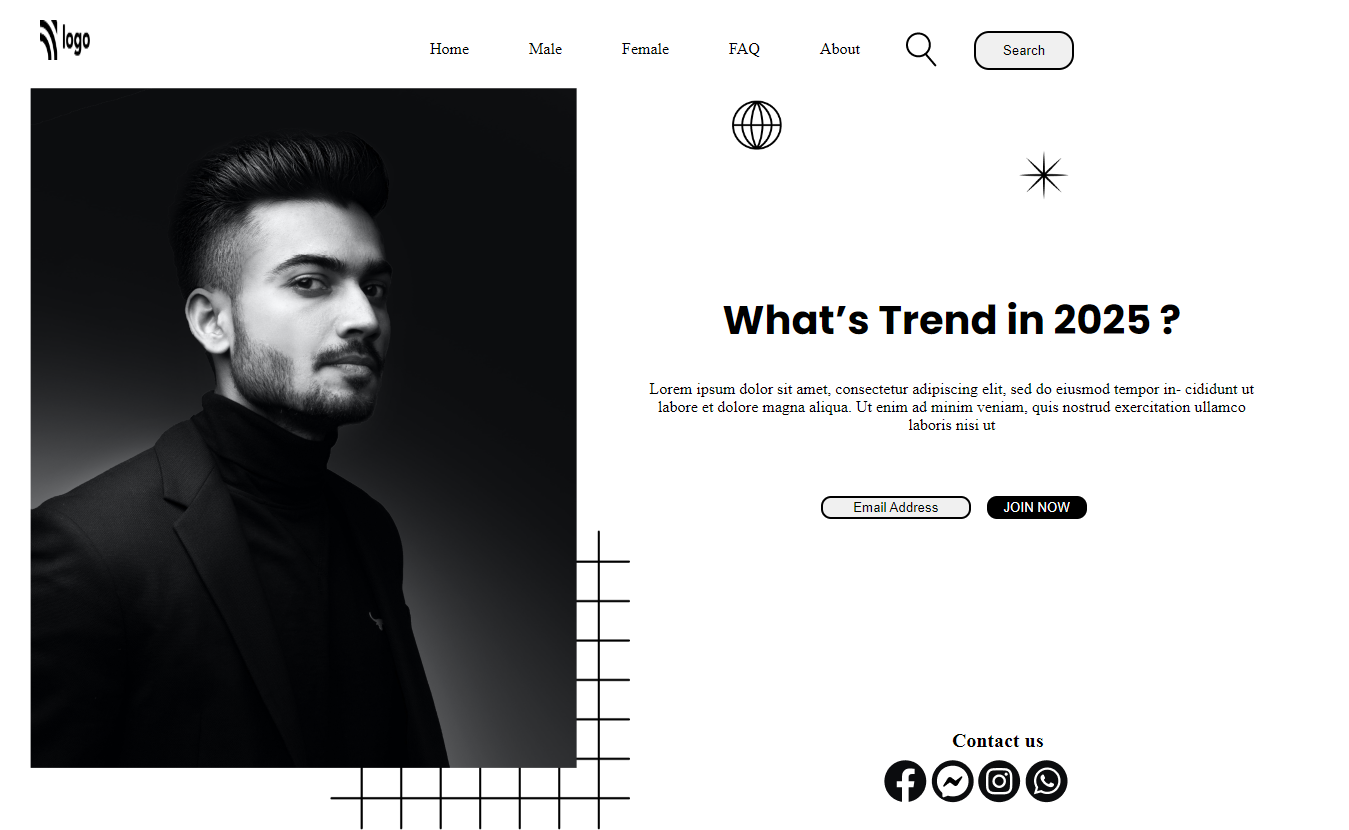 logo
Home Male Female FAQ About Search
What’s Trend in 2025 ?
Lorem ipsum dolor sit amet, consectetur adipiscing elit, sed do eiusmod tempor in- cididunt ut
labore et dolore magna aliqua. Ut enim ad minim veniam, quis nostrud exercitation ullamco
laboris nisi ut
Email Address JOIN NOW
Contact us